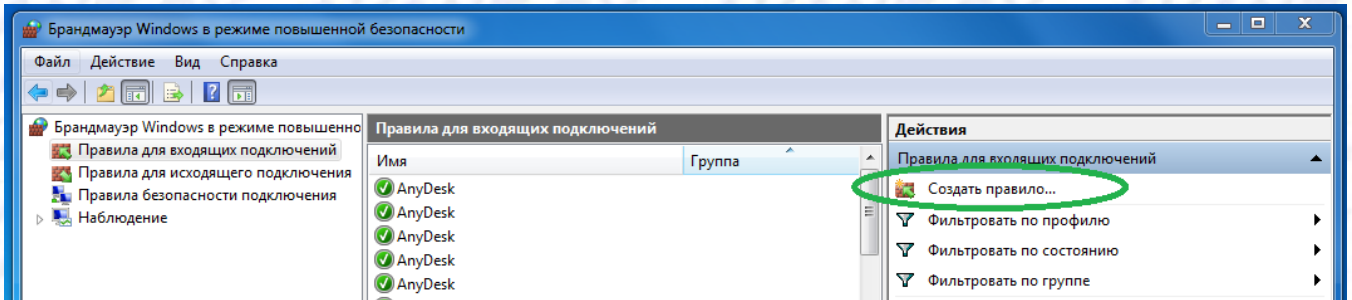 Брандмауэр Windows в режиме повышенной безопасности
Файл Действие Вид Справка
Брандмауэр Windows в режиме повышенно
Правила для входящих подключений
Правила для исходящего подключения
Правила безопасности подключения
Наблюдение
Правила для входящих подключений
Имя Группа
AnyDesk
AnyDesk
AnyDesk
AnyDesk
AnyDesk
Действия
Правила для входящих подключений
Создать правило...
Фильтровать по профилю
Фильтровать по состоянию
Фильтровать по группе